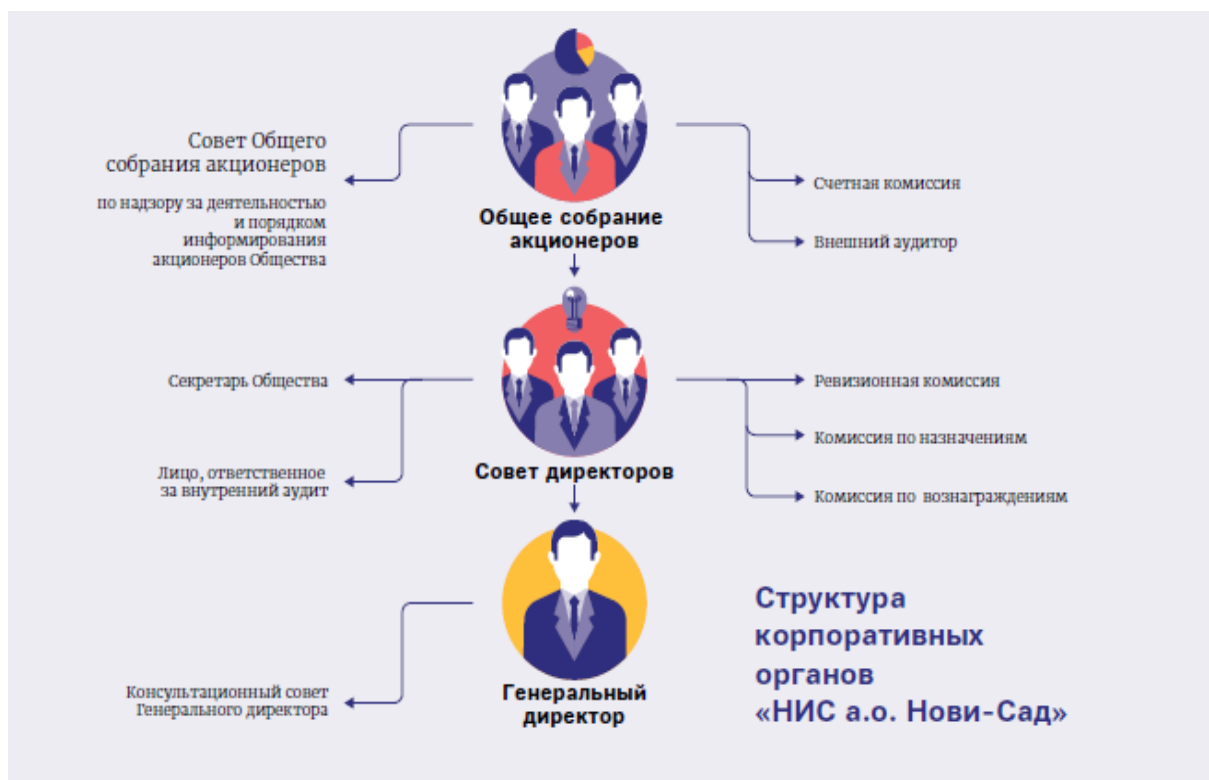 Совет Общего
собрания акционеров
по надзору за деятельностью
и порядком
информирования
акционеров Общества
Общее собрание
акционеров
Счетная комиссия
Внешний аудитор
Секретарь Общества
Лицо, ответственное
за внутренний аудит
Совет директоров
Ревизионная комиссия
Комиссия по назначениям
Комиссия по вознаграждениям
Консультационный совет
Генерального директора
Генеральный
директор
Структура
корпоративных
органов
«НИС а.о. Нови-Сад»